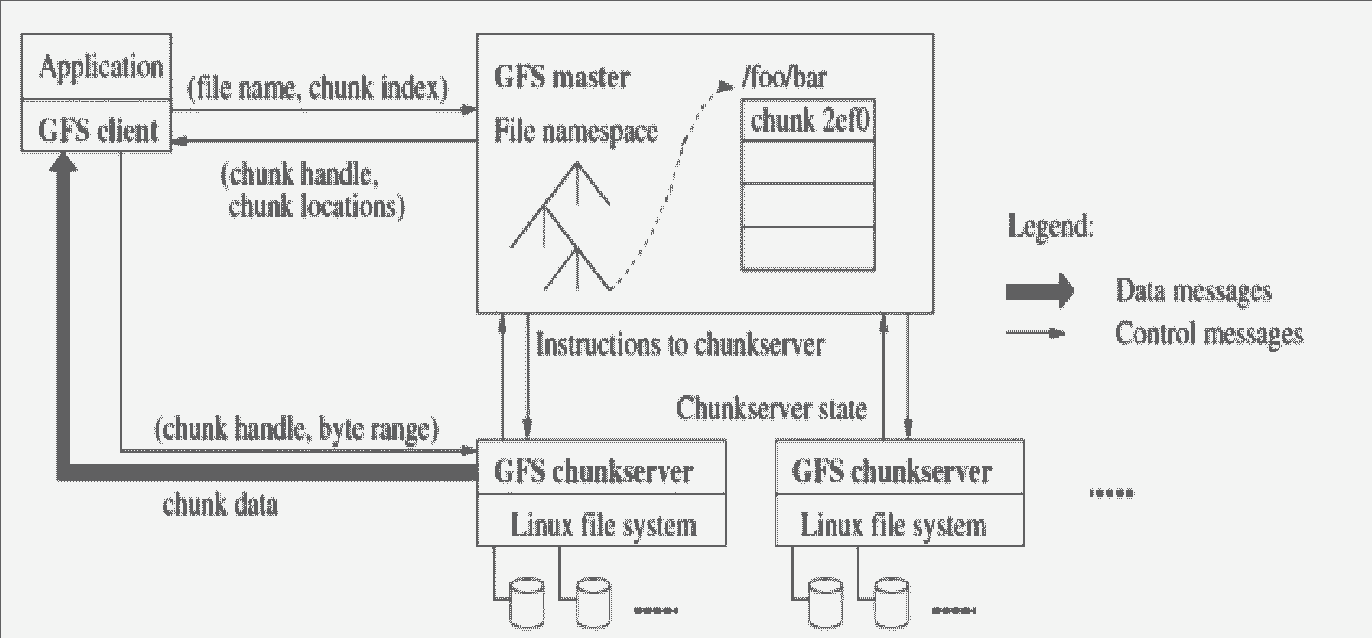 Application
GFS client
(file name, chunk index)
(chunk handle,
chunk locations)
GFS master
File namespace
/foo/bar
chunk 2ef0
Legend:
Data messages
Control messages
Instructions to chunkserver
Chunkserver state
(chunk handle, byte range)
chunk data
GFS chunkserver
Linux file system
GFS chunkserver
Linux file system